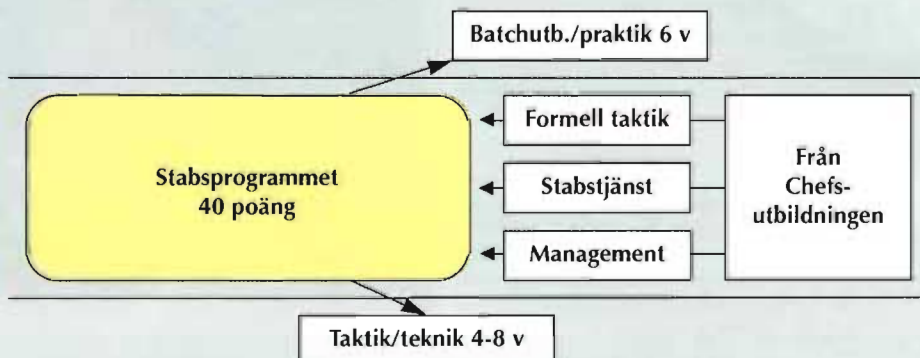 Batchutb./praktik 6 v
Stabsprogrammet
40 poäng
Formell taktik
Stabstjänst
Management
Från
Chefs-
utbildningen
Taktik/teknik 4-8 v